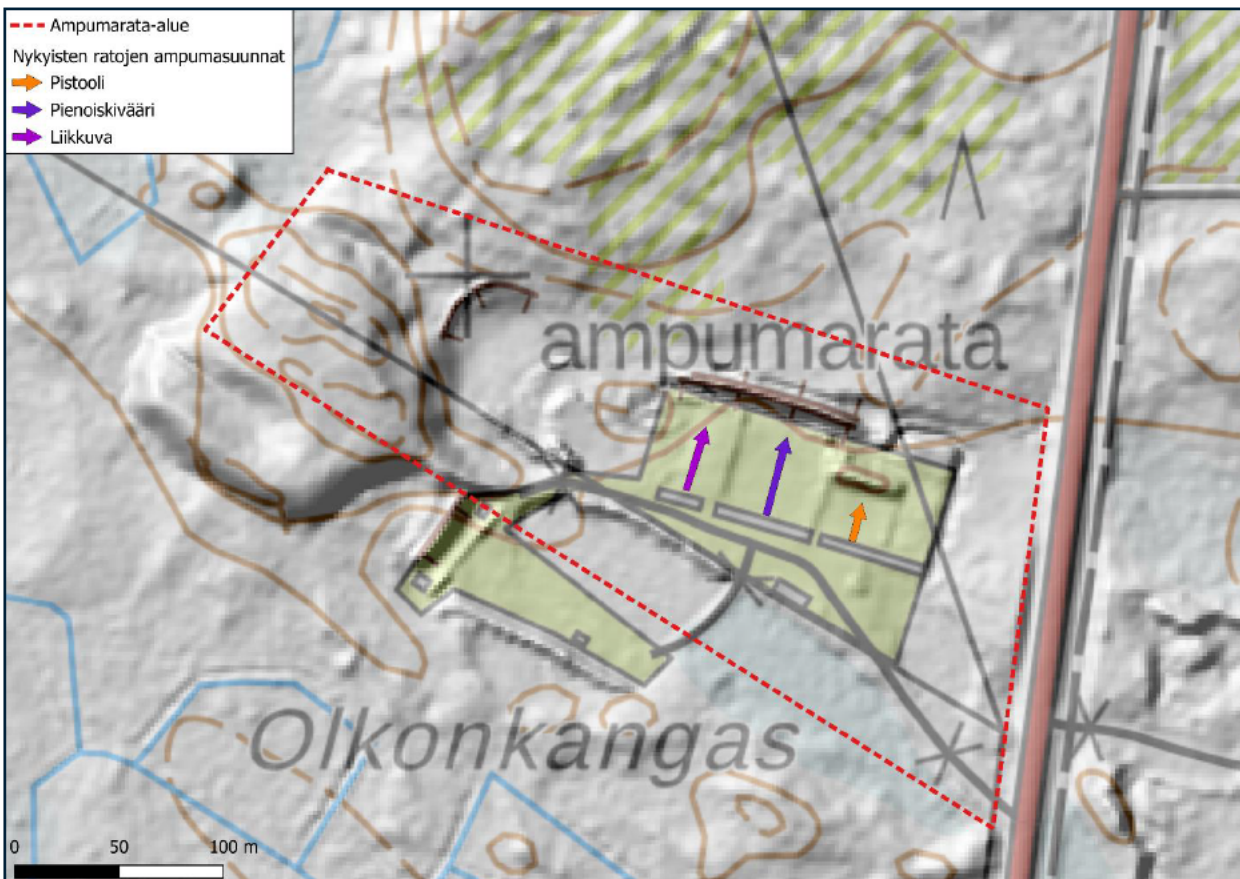 Ampumarata-alue
Nykyisten ratojen ampumasuunnat
Pistooli
Pienoiskivääri
Liikkuva
ampumarata
Olkonkangas
0 50 100 m